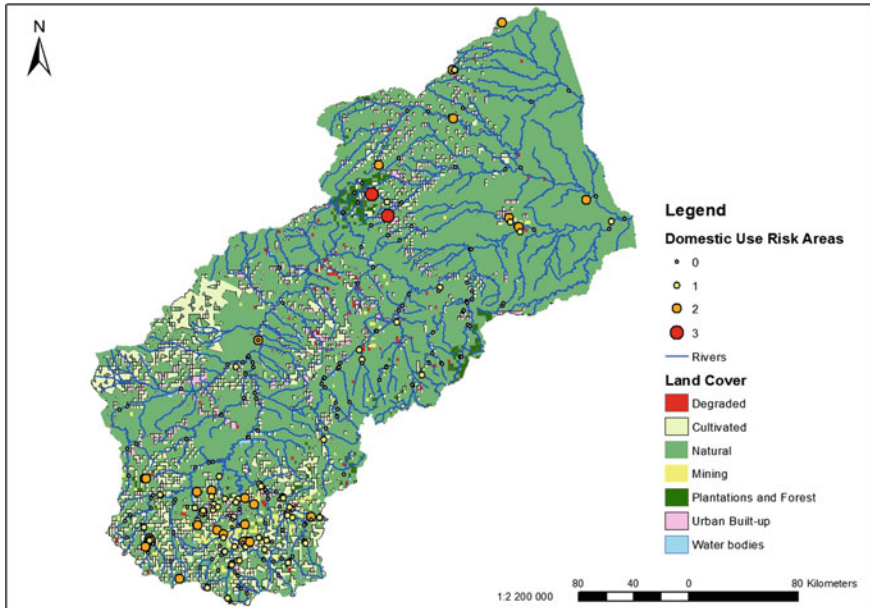 N
Legend
Domestic Use Risk Areas
0
1
2
3
Rivers
Land Cover
Degraded
Cultivated
Natural
Mining
Plantations and Forest
Urban Built-up
Water bodies
1:2 200 000
80 40 0 80 Kilometers